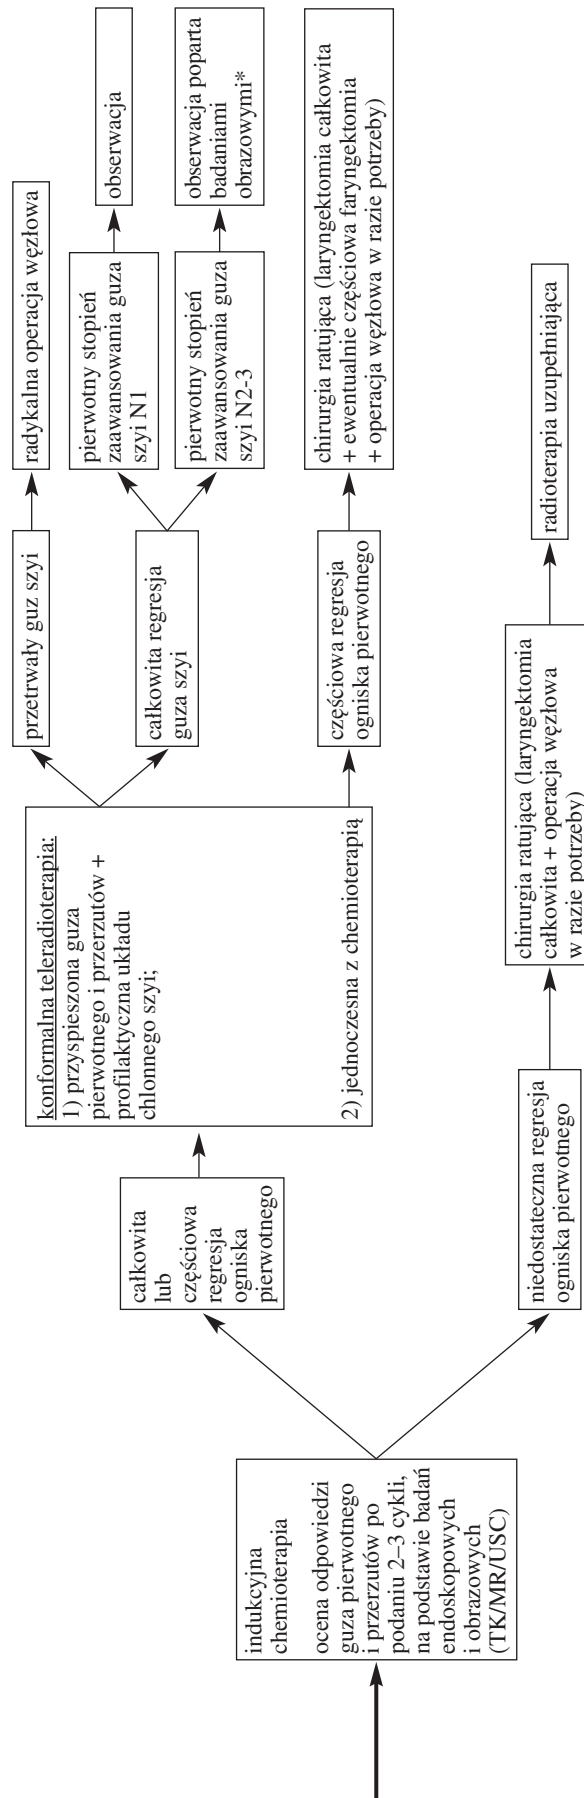 indukcyjna
chemioterapia
ocena odpowiedzi
guza pierwotnego
i przerzutów po
podaniu 2–3 cykli,
na podstawie badań
endoskopowych
i obrazowych
(TK/MR/USC)
całkowita
lub
częściowa
regresja
ogniska
pierwotnego
konformalna teleradioterapia:
1) przyspieszona guza
pierwotnego i przerzutów +
profilaktyczna układu
chlonnego szyi;
2) jednoczesna z chemioterapią
przetrwały guz szyi
radykalna operacja węzłowa
całkowita regresja
guza szyi
pierwotny stopień
zaawansowania guza
szyi N1
obserwacja
pierwotny stopień
zaawansowania guza
szyi N2-3
obserwacja poparta
badaniami
obrazowymi*
częściowa regresja
ogniska pierwotnego
chirurgia ratująca (laryngektomia całkowita
+ ewentualnie częściowa faryngektomia
+ operacja węzłowa w razie potrzeby)
niedostateczna regresja
ogniska pierwotnego
chirurgia ratująca (laryngektomia
całkowita + operacja węzłowa
w razie potrzeby)
radioterapia uzupełniająca